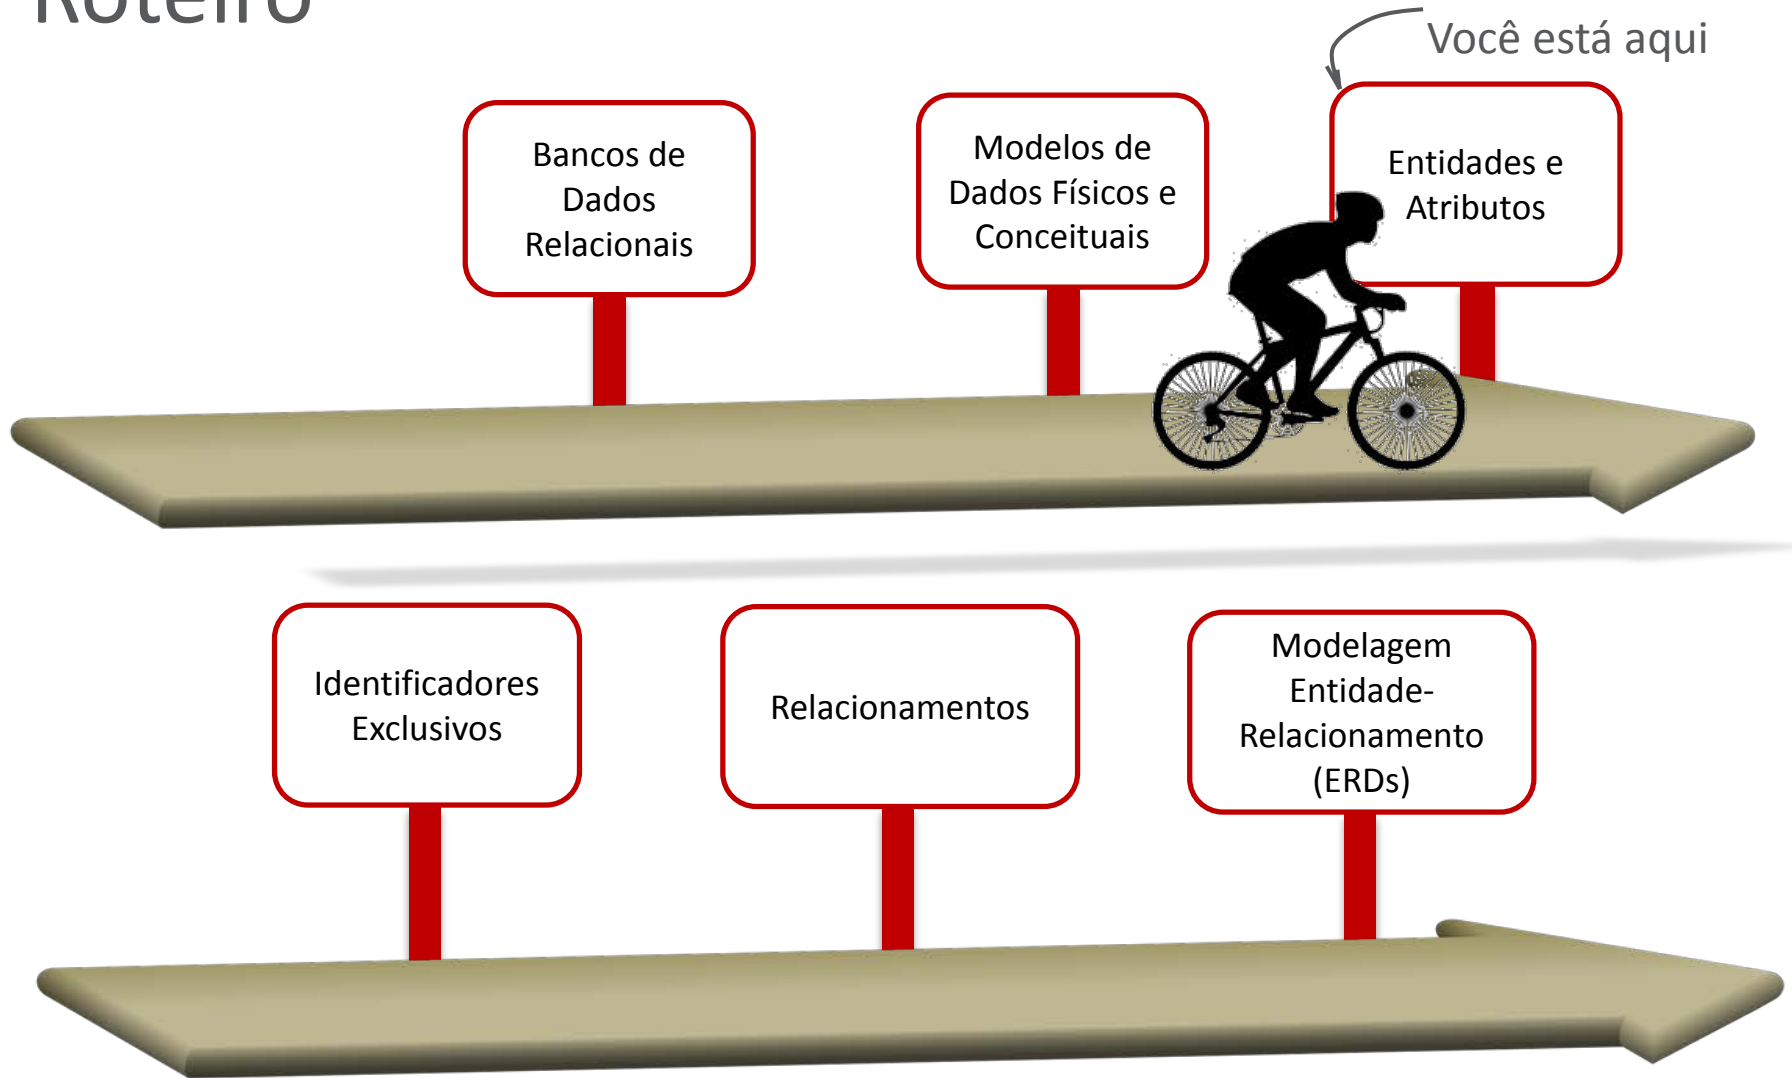 Roteiro
Você está aqui
Bancos de
Dados
Relacionais
Modelos de
Dados Físicos e
Conceituais
Entidades e
Atributos
Identificadores
Exclusivos
Relacionamentos
Modelagem
Entidade-
Relacionamento
(ERDs)